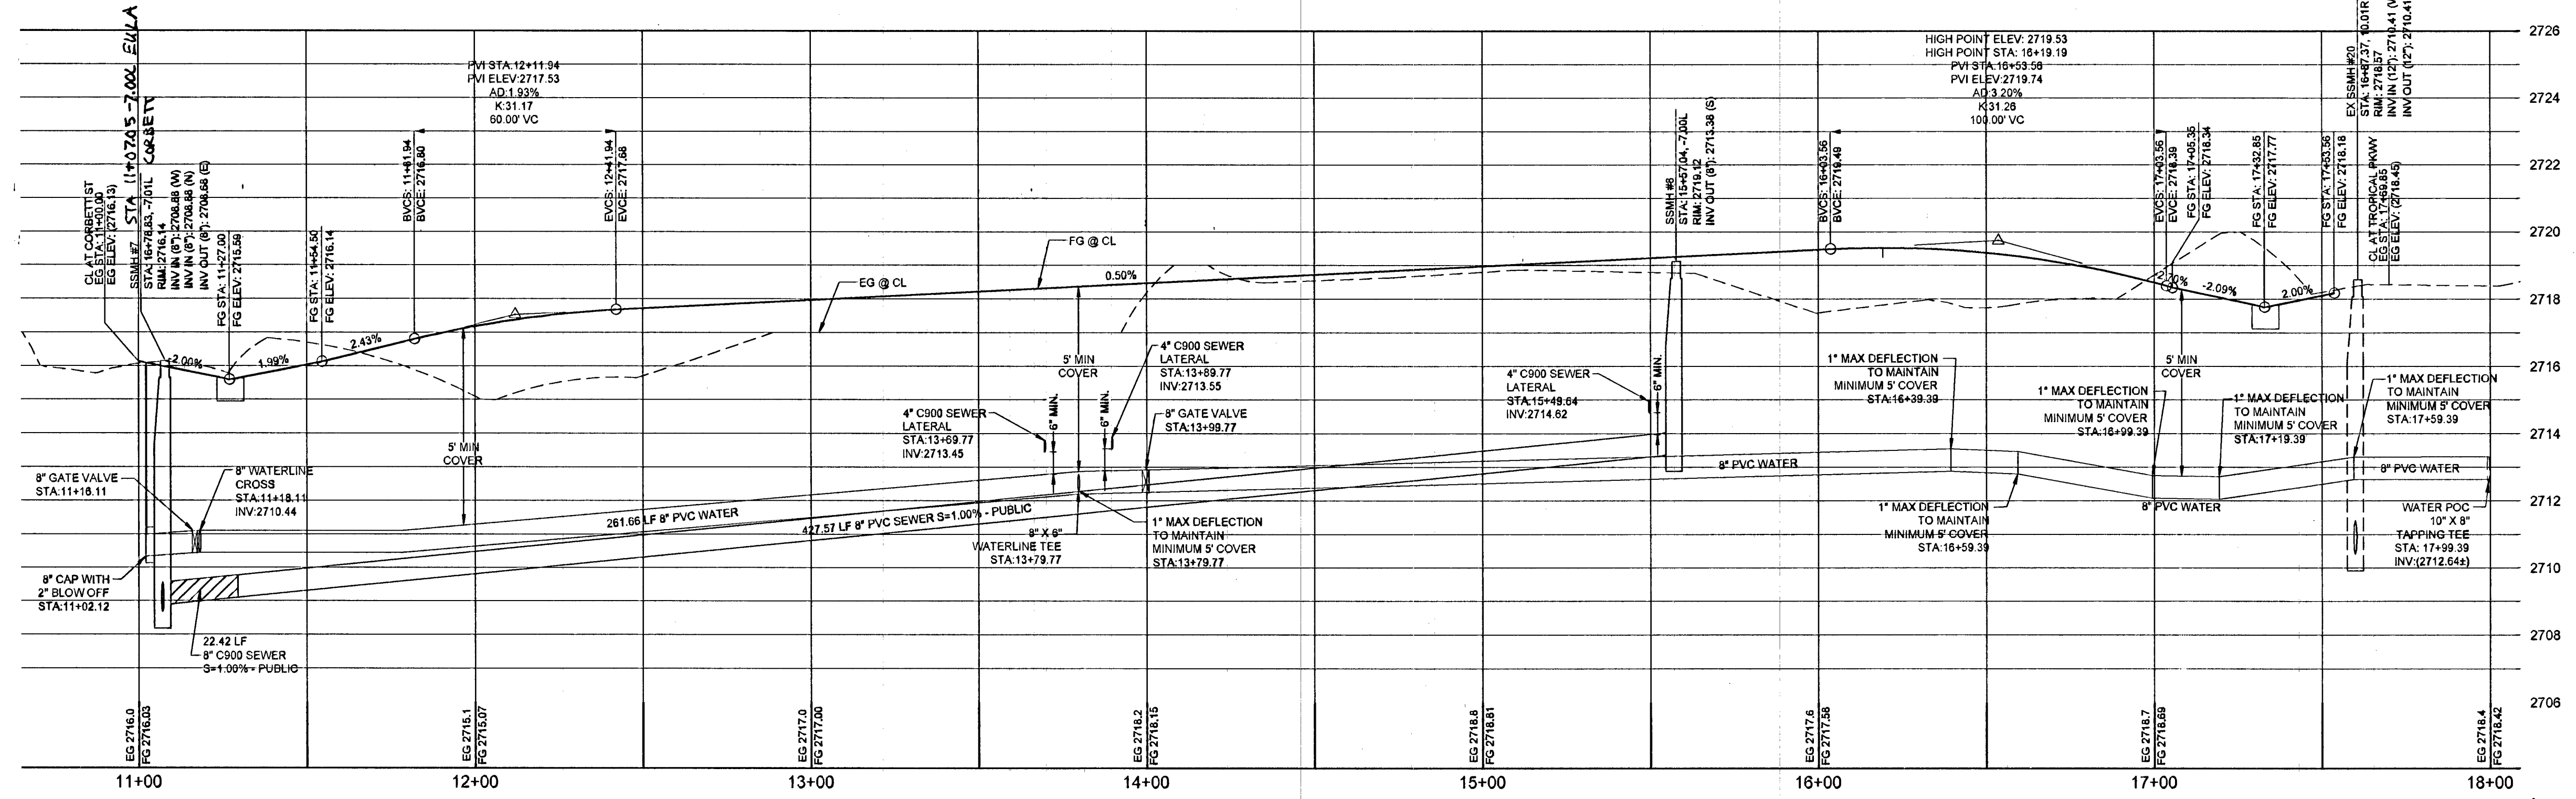 STA 11+07.05 -7.00L EULA
CORBETT
CL AT CORBETT ST
EG STA: 11+00.00
EG ELEV: (2716.13)
SSMH #7
STA: 16+78.83, -7.01L
RIM: 2716.14
INV IN (8"): 2708.88 (W)
INV IN (8"): 2708.88 (N)
INV OUT (8"): 2708.68 (E)
FG STA: 11+27.00
FG ELEV: 2715.59
FG STA: 11+54.50
FG ELEV: 2716.14
BVCS: 11+81.94
BVCE: 2716.80
PVI STA:12+11.94
PVI ELEV:2717.53
AD:1.93%
K:31.17
60.00' VC
EVCS: 12+41.94
EVCE: 2717.68
SSMH #8
STA: 15+57.04, -7.00L
RIM: 2719.12
INV OUT (8"): 2713.38 (S)
BVCS: 16+03.56
BVCE: 2719.49
HIGH POINT ELEV: 2719.53
HIGH POINT STA: 16+19.19
PVI STA:16+53.56
PVI ELEV:2719.74
AD:3.20%
K:31.26
100.00' VC
EVCS: 17+03.56
EVCE: 2718.39
FG STA: 17+05.35
FG ELEV: 2718.34
FG STA: 17+32.85
FG ELEV: 2717.77
FG STA: 17+53.56
FG ELEV: 2718.18
EX SSMH #20
STA: 16+87.37, 10.01R
RIM: 2718.57
INV IN (12"): 2710.41
INV OUT (12"): 2710.41
CL AT TROPICAL PKWY
EG STA: 17+69.85
EG ELEV: (2718.45)
2726
2724
2722
2720
2718
2716
2714
2712
2710
2708
2706
-2.00%
1.99%
2.43%
EG @ CL
FG @ CL
0.50%
-2.70%
-2.09%
2.00%
5' MIN
COVER
5' MIN
COVER
5' MIN
COVER
8" GATE VALVE
STA:11+16.11
8" WATERLINE
CROSS
STA:11+18.11
INV:2710.44
8" CAP WITH
2" BLOW OFF
STA:11+02.12
22.42 LF
8" C900 SEWER
S=1.00% - PUBLIC
261.66 LF 8" PVC WATER
427.57 LF 8" PVC SEWER S=1.00% - PUBLIC
4" C900 SEWER
LATERAL
STA:13+69.77
INV:2713.45
6" MIN.
6" MIN.
4" C900 SEWER
LATERAL
STA:13+89.77
INV:2713.55
8" GATE VALVE
STA:13+99.77
8" X 6"
WATERLINE TEE
STA:13+79.77
1° MAX DEFLECTION
TO MAINTAIN
MINIMUM 5' COVER
STA:13+79.77
4" C900 SEWER
LATERAL
STA:15+49.64
INV:2714.62
6" MIN.
8" PVC WATER
1° MAX DEFLECTION
TO MAINTAIN
MINIMUM 5' COVER
STA:16+39.39
1° MAX DEFLECTION
TO MAINTAIN
MINIMUM 5' COVER
STA:16+59.39
1° MAX DEFLECTION
TO MAINTAIN
MINIMUM 5' COVER
STA:16+99.39
8" PVC WATER
1° MAX DEFLECTION
TO MAINTAIN
MINIMUM 5' COVER
STA:17+19.39
1° MAX DEFLECTION
TO MAINTAIN
MINIMUM 5' COVER
STA:17+59.39
8" PVC WATER
WATER POC
10" X 8"
TAPPING TEE
STA: 17+99.39
INV:(2712.64±)
EG 2716.0
FG 2716.03
EG 2715.1
FG 2715.07
EG 2717.0
FG 2717.00
EG 2718.2
FG 2718.15
EG 2718.8
FG 2718.81
EG 2717.6
FG 2717.58
EG 2718.7
FG 2718.69
EG 2718.4
FG 2718.42
11+00
12+00
13+00
14+00
15+00
16+00
17+00
18+00